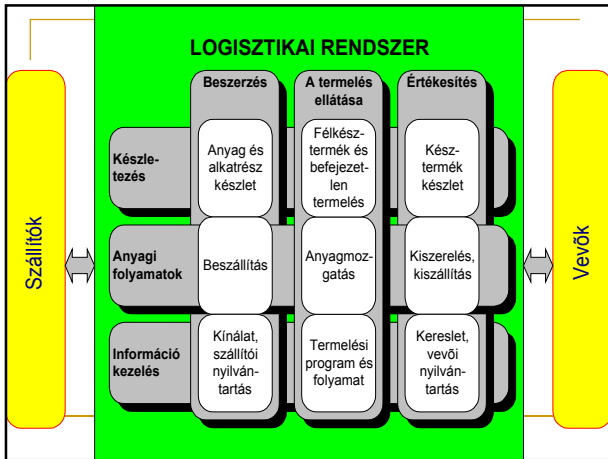 LOGISZTIKAI RENDSZER
Beszerzés
A termelés
ellátása
Értékesítés
Készle-
tezés
Anyag és
alkatrész
készlet
Félkész-
termék és
befejezet-
len
termelés
Kész-
termék
készlet
Anyagi
folyamatok
Beszállítás
Anyagmoz-
gatás
Kiszerelés,
kiszállítás
Információ
kezelés
Kínálat,
szállítói
nyilván-
tartás
Termelési
program és
folyamat
Kereslet,
vevõi
nyilván-
tartás
Szállítók
Vevõk